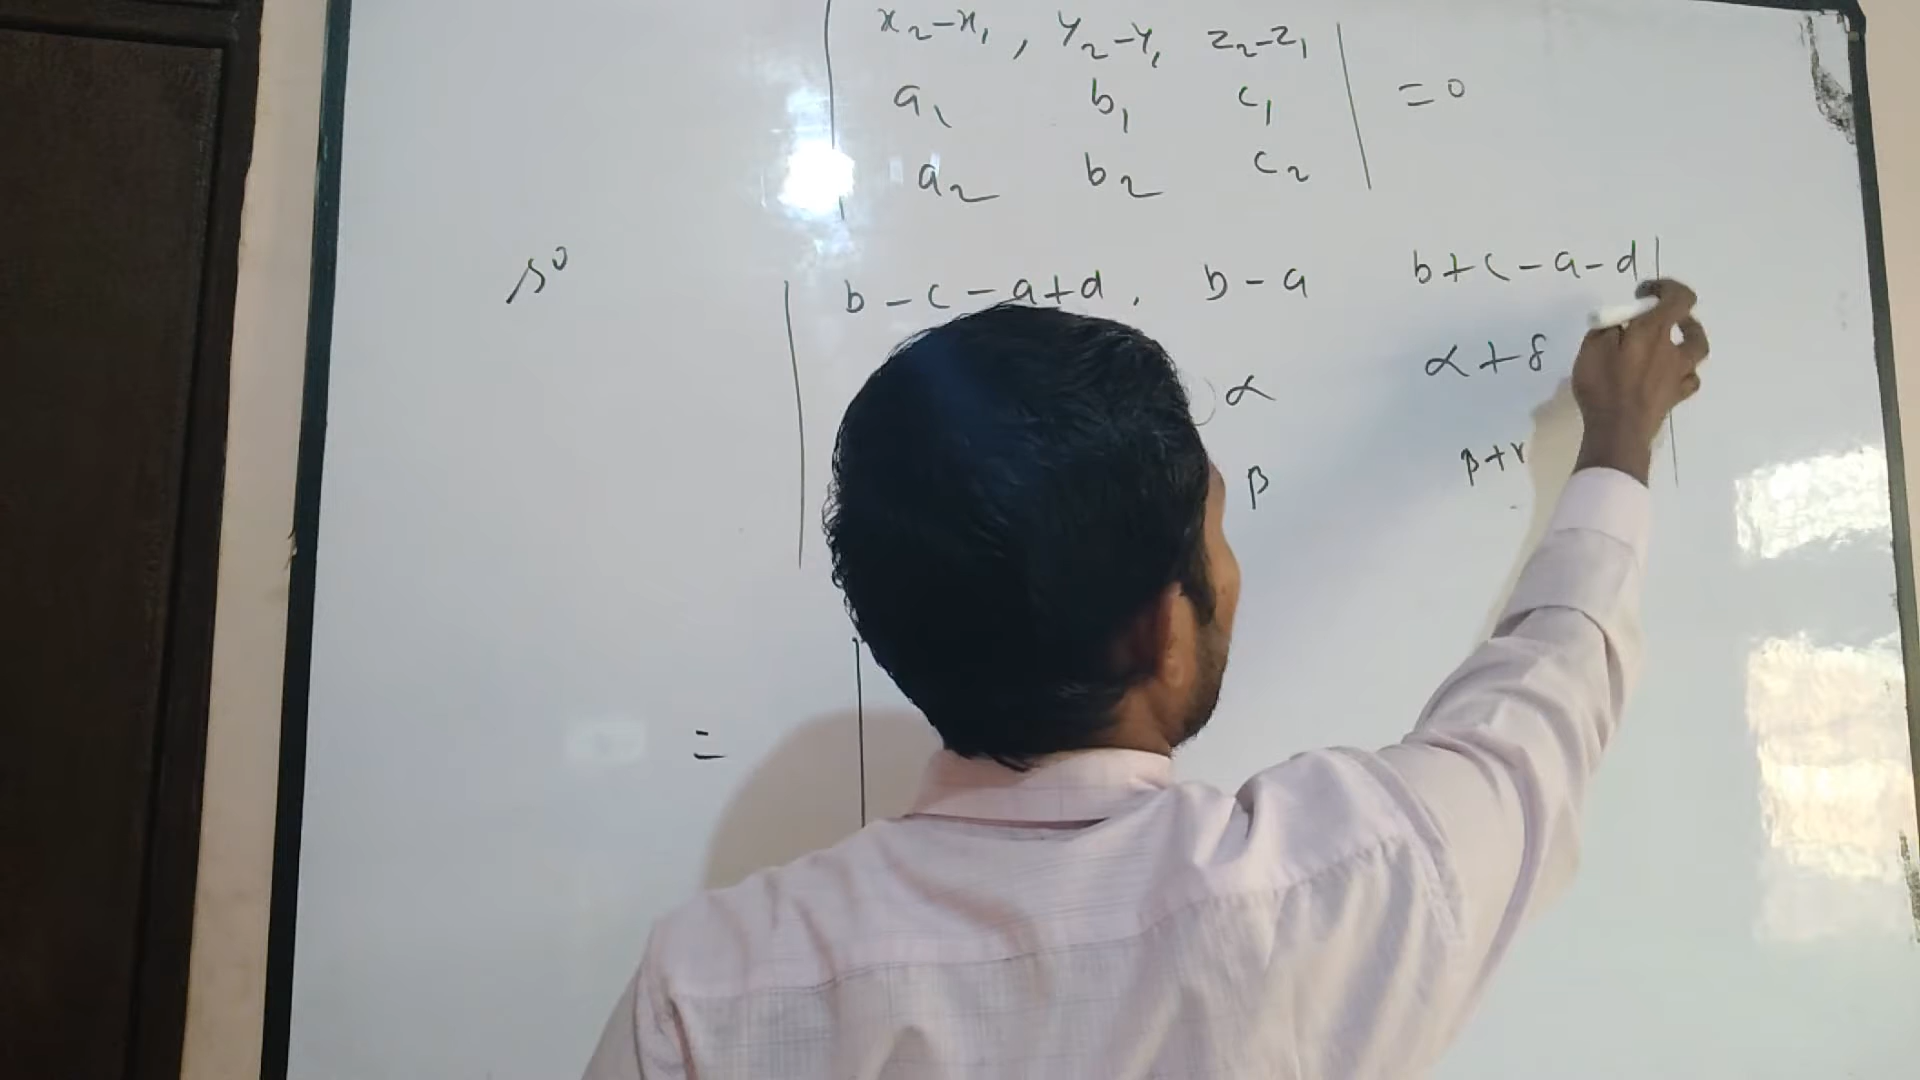 x₂-x₁, y₂-y₁ z₂-z₁
a₁ b₁ c₁ =0
a₂ b₂ c₂
so b-c-a+d, b-a b+c-a-d
α α+δ
β β+γ
=